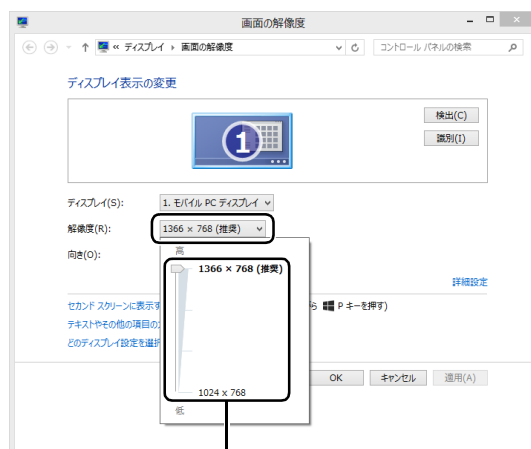 画面の解像度
« ディスプレイ 画面の解像度
コントロール パネルの検索
ディスプレイ表示の変更
検出(C)
1
識別(I)
ディスプレイ(S): 1. モバイル PC ディスプレイ
解像度(R): 1366 × 768 (推奨)
向き(O): 高
1366 × 768 (推奨)
詳細設定
セカンド スクリーンに表示す P キーを押す)
テキストやその他の項目の
どのディスプレイ設定を選択
OK キャンセル 適用(A)
1024 x 768
低